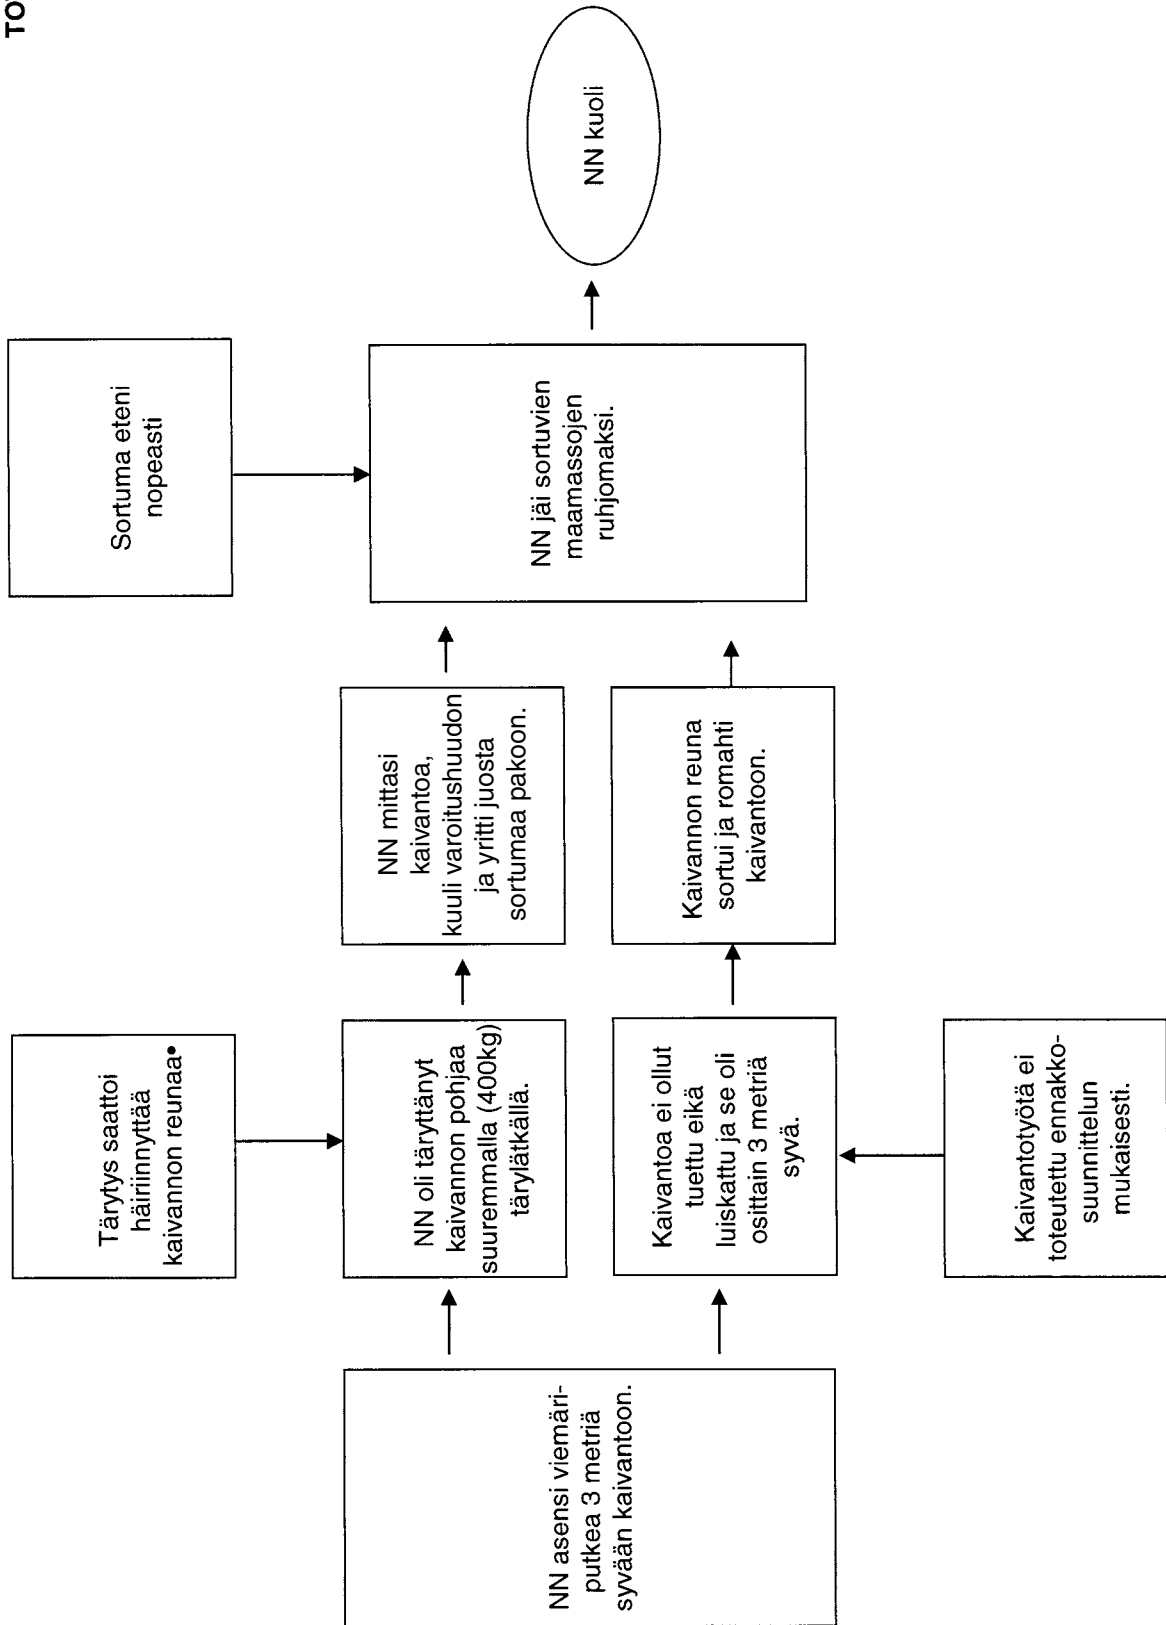 TO
Tärytys saattoi
häiriinnyttää
kaivannon reunaa•
Sortuma eteni
nopeasti
NN asensi viemäri-
putkea 3 metriä
syvään kaivantoon.
NN oli täryttänyt
kaivannon pohjaa
suuremmalla (400kg)
tärylätkällä.
NN mittasi
kaivantoa,
kuuli varoitushuudon
ja yritti juosta
sortumaa pakoon.
NN jäi sortuvien
maamassojen
ruhjomaksi.
NN kuoli
Kaivantoa ei ollut
tuettu eikä
luiskattu ja se oli
osittain 3 metriä
syvä.
Kaivannon reuna
sortui ja romahti
kaivantoon.
Kaivantotyötä ei
toteutettu ennakko-
suunnittelun
mukaisesti.